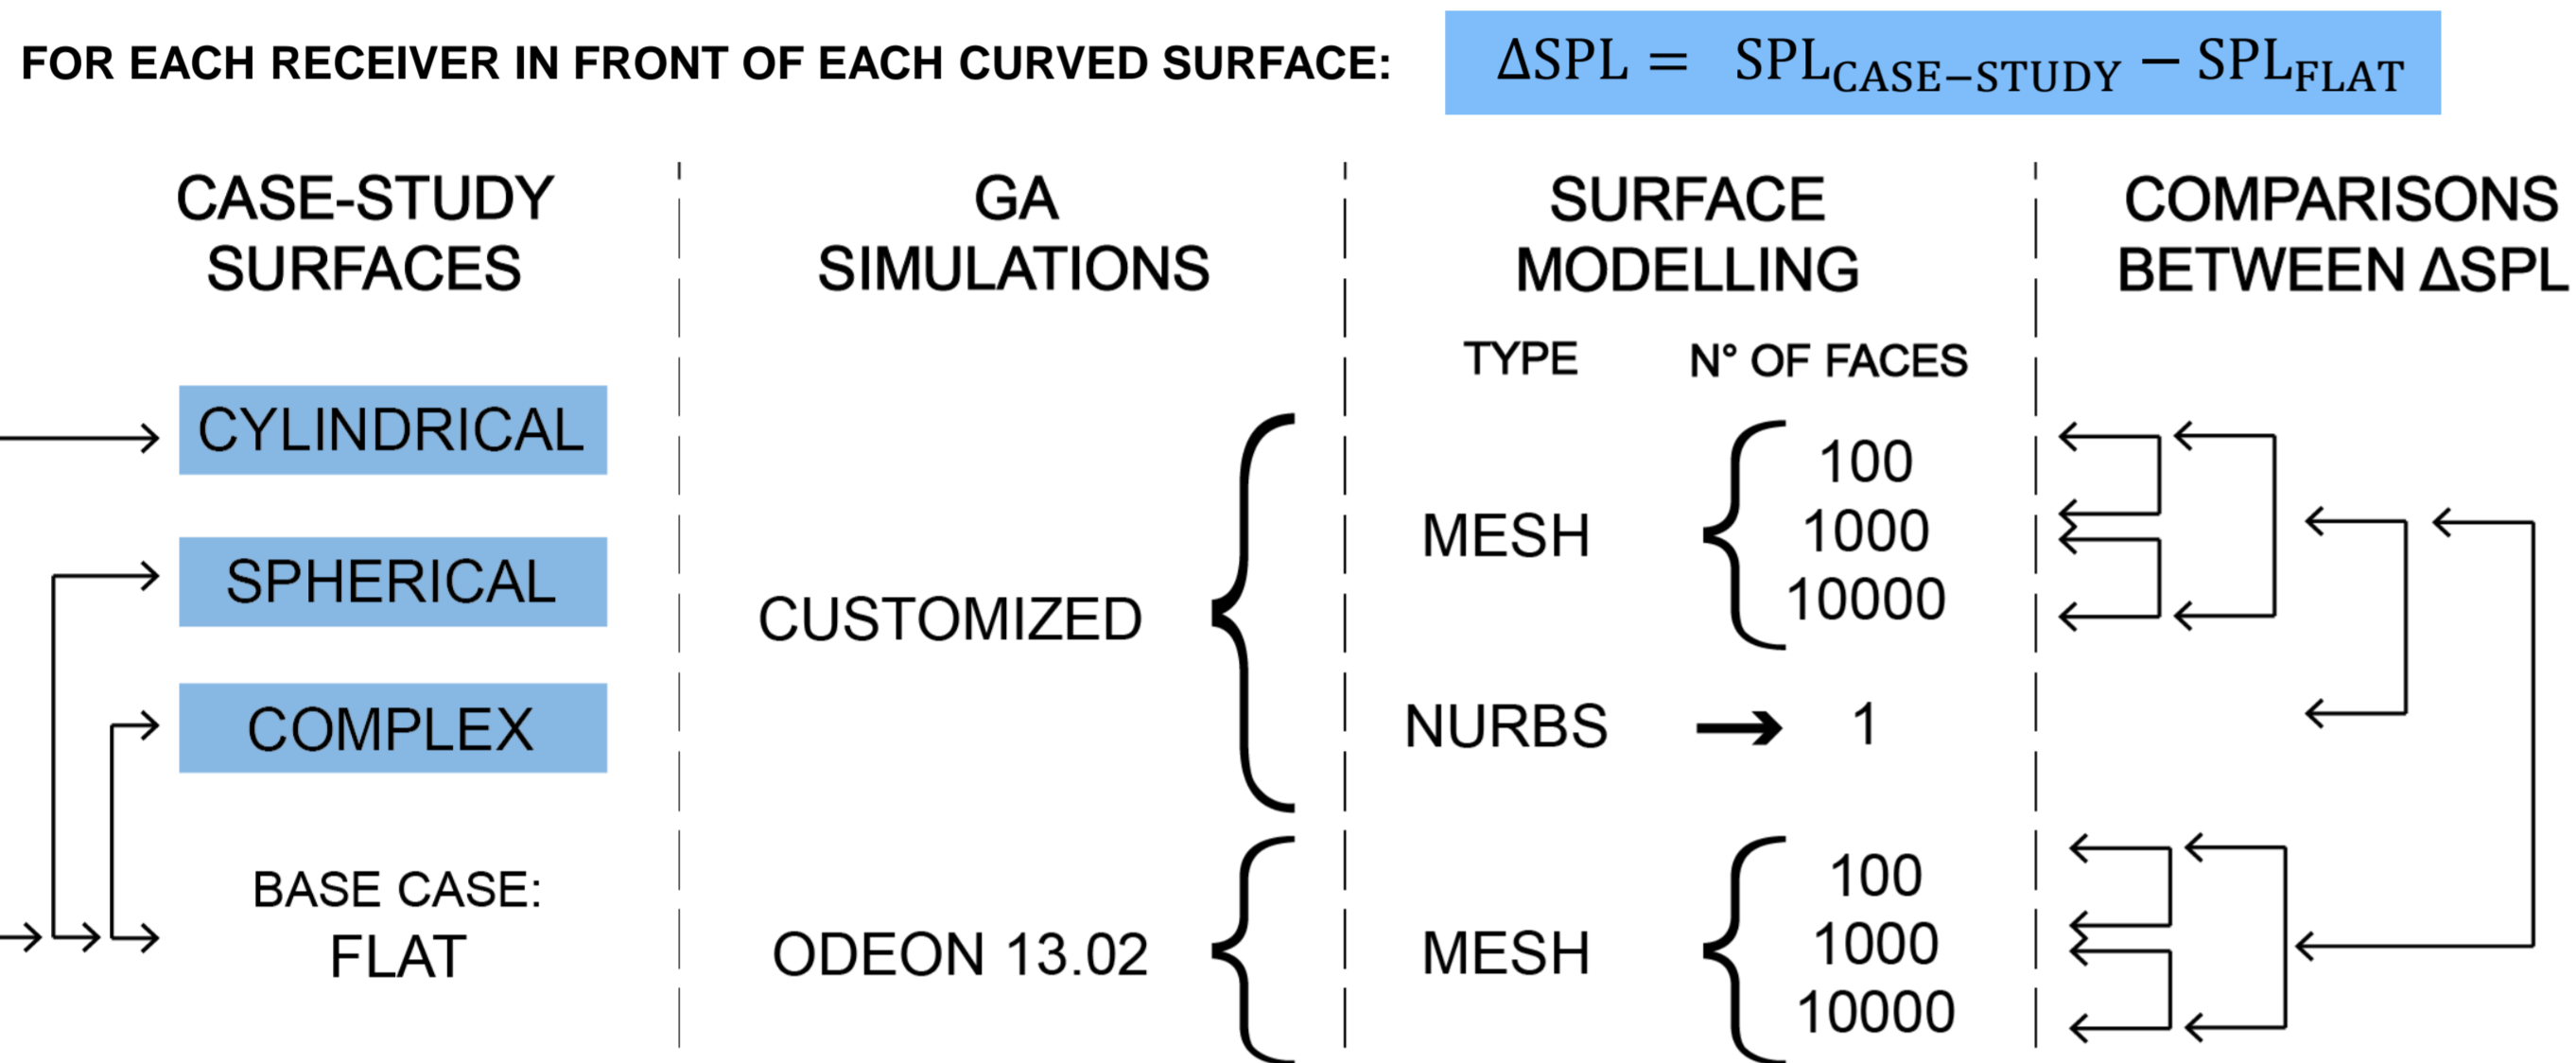 FOR EACH RECEIVER IN FRONT OF EACH CURVED SURFACE: ΔSPL = SPL_CASE−STUDY − SPL_FLAT
CASE-STUDY
SURFACES
CYLINDRICAL
SPHERICAL
COMPLEX
BASE CASE:
FLAT
GA
SIMULATIONS
CUSTOMIZED
ODEON 13.02
SURFACE
MODELLING
TYPE
N° OF FACES
MESH
100
1000
10000
NURBS
1
MESH
100
1000
10000
COMPARISONS
BETWEEN ΔSPL